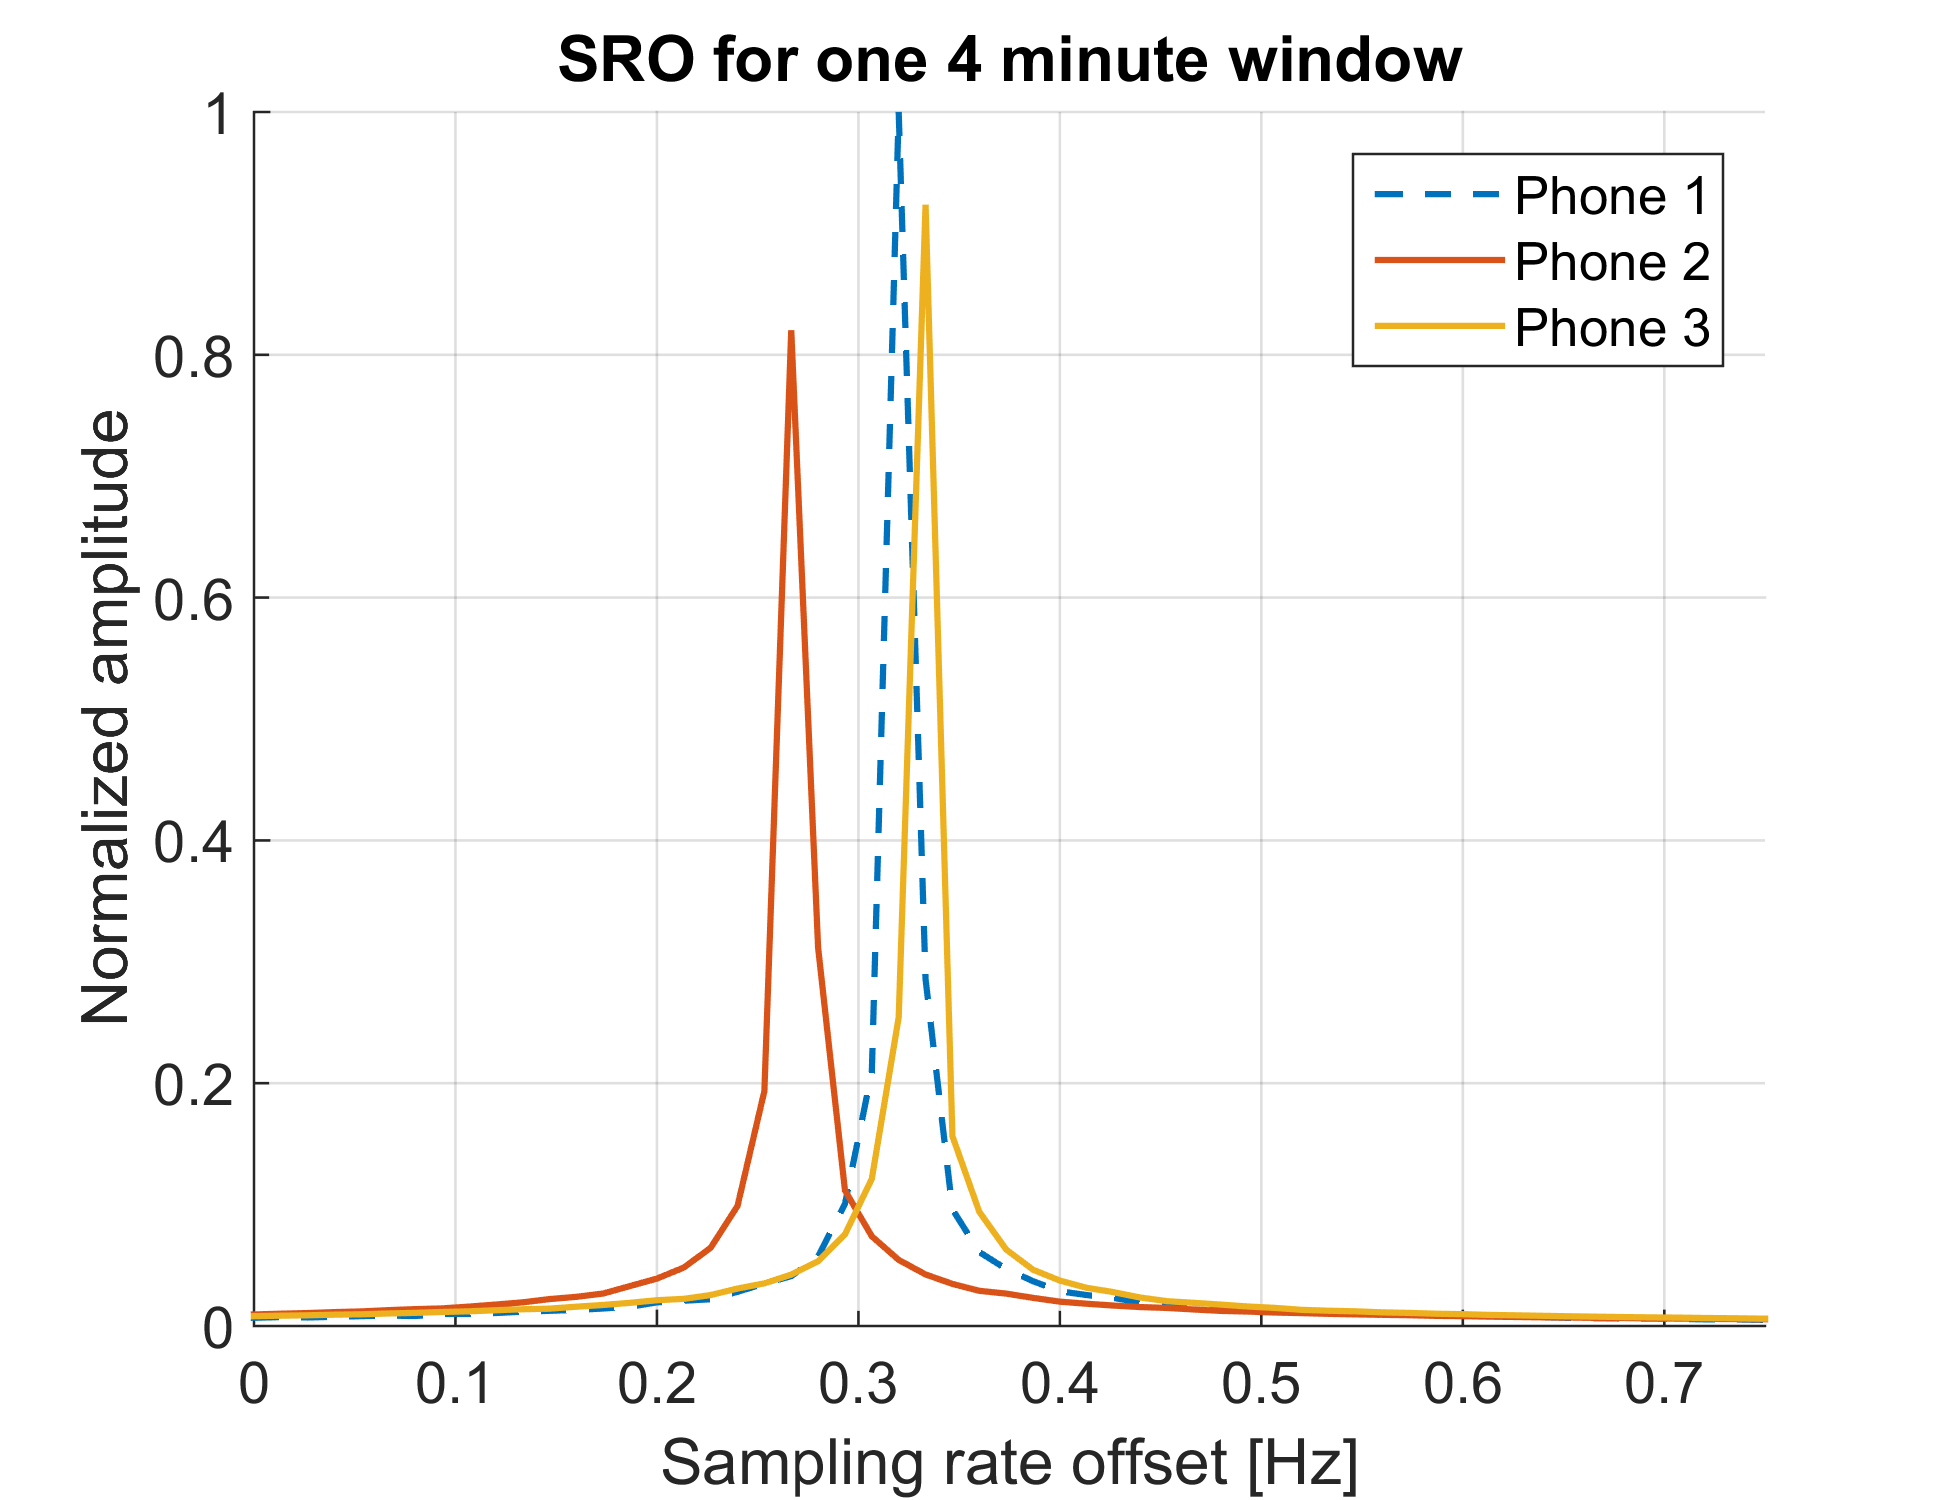 SRO for one 4 minute window
Normalized amplitude
1
0.8
0.6
0.4
0.2
0
0 0.1 0.2 0.3 0.4 0.5 0.6 0.7
Sampling rate offset [Hz]
Phone 1
Phone 2
Phone 3